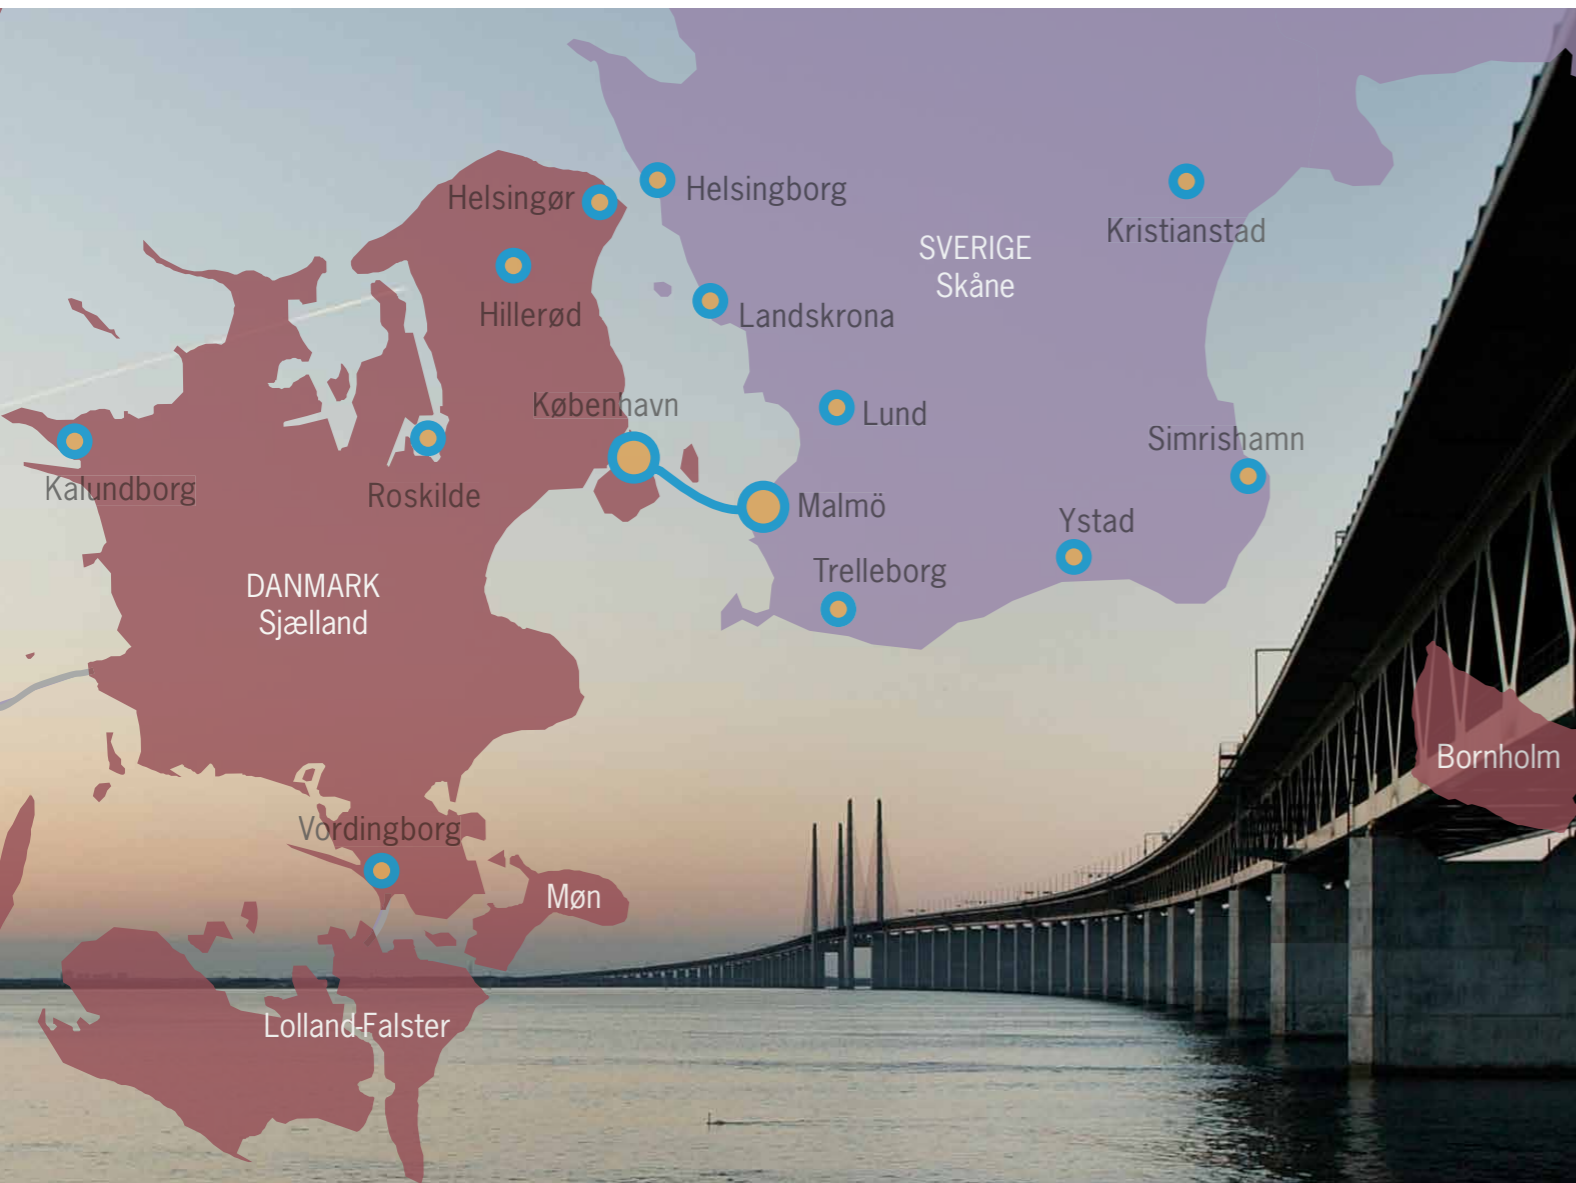 Helsingør
Helsingborg
Kristianstad
SVERIGE
Skåne
Hillerød
Landskrona
København
Lund
Simrishamn
Kalundborg
Roskilde
Malmö
Ystad
Trelleborg
DANMARK
Sjælland
Bornholm
Vordingborg
Møn
Lolland-Falster